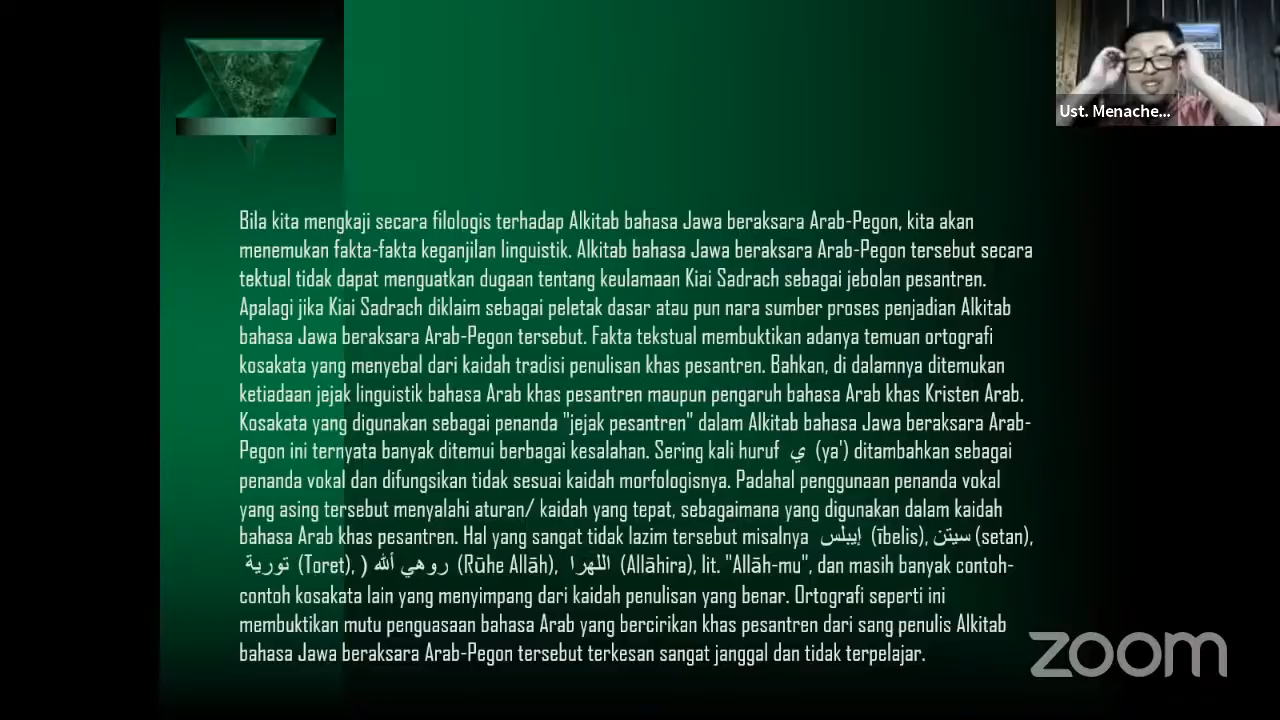 Ust. Menache...
Bila kita mengkaji secara filologis terhadap Alkitab bahasa Jawa beraksara Arab-Pegon, kita akan
menemukan fakta-fakta keganjilan linguistik. Alkitab bahasa Jawa beraksara Arab-Pegon tersebut secara
tektual tidak dapat menguatkan dugaan tentang keulamaan Kiai Sadrach sebagai jebolan pesantren.
Apalagi jika Kiai Sadrach diklaim sebagai peletak dasar atau pun nara sumber proses penjadian Alkitab
bahasa Jawa beraksara Arab-Pegon tersebut. Fakta tekstual membuktikan adanya temuan ortografi
kosakata yang menyebal dari kaidah tradisi penulisan khas pesantren. Bahkan, di dalamnya ditemukan
ketiadaan jejak linguistik bahasa Arab khas pesantren maupun pengaruh bahasa Arab khas Kristen Arab.
Kosakata yang digunakan sebagai penanda "jejak pesantren" dalam Alkitab bahasa Jawa beraksara Arab-
Pegon ini ternyata banyak ditemui berbagai kesalahan. Sering kali huruf ي (ya') ditambahkan sebagai
penanda vokal dan difungsikan tidak sesuai kaidah morfologisnya. Padahal penggunaan penanda vokal
yang asing tersebut menyalahi aturan/ kaidah yang tepat, sebagaimana yang digunakan dalam kaidah
bahasa Arab khas pesantren. Hal yang sangat tidak lazim tersebut misalnya إيبلس (ībelis), سيتن (setan),
تورية (Toret), ) روهي ألله (Rūhe Allāh), اللهرا (Allāhira), lit. "Allāh-mu", dan masih banyak contoh-
contoh kosakata lain yang menyimpang dari kaidah penulisan yang benar. Ortografi seperti ini
membuktikan mutu penguasaan bahasa Arab yang bercirikan khas pesantren dari sang penulis Alkitab
bahasa Jawa beraksara Arab-Pegon tersebut terkesan sangat janggal dan tidak terpelajar.
zoom